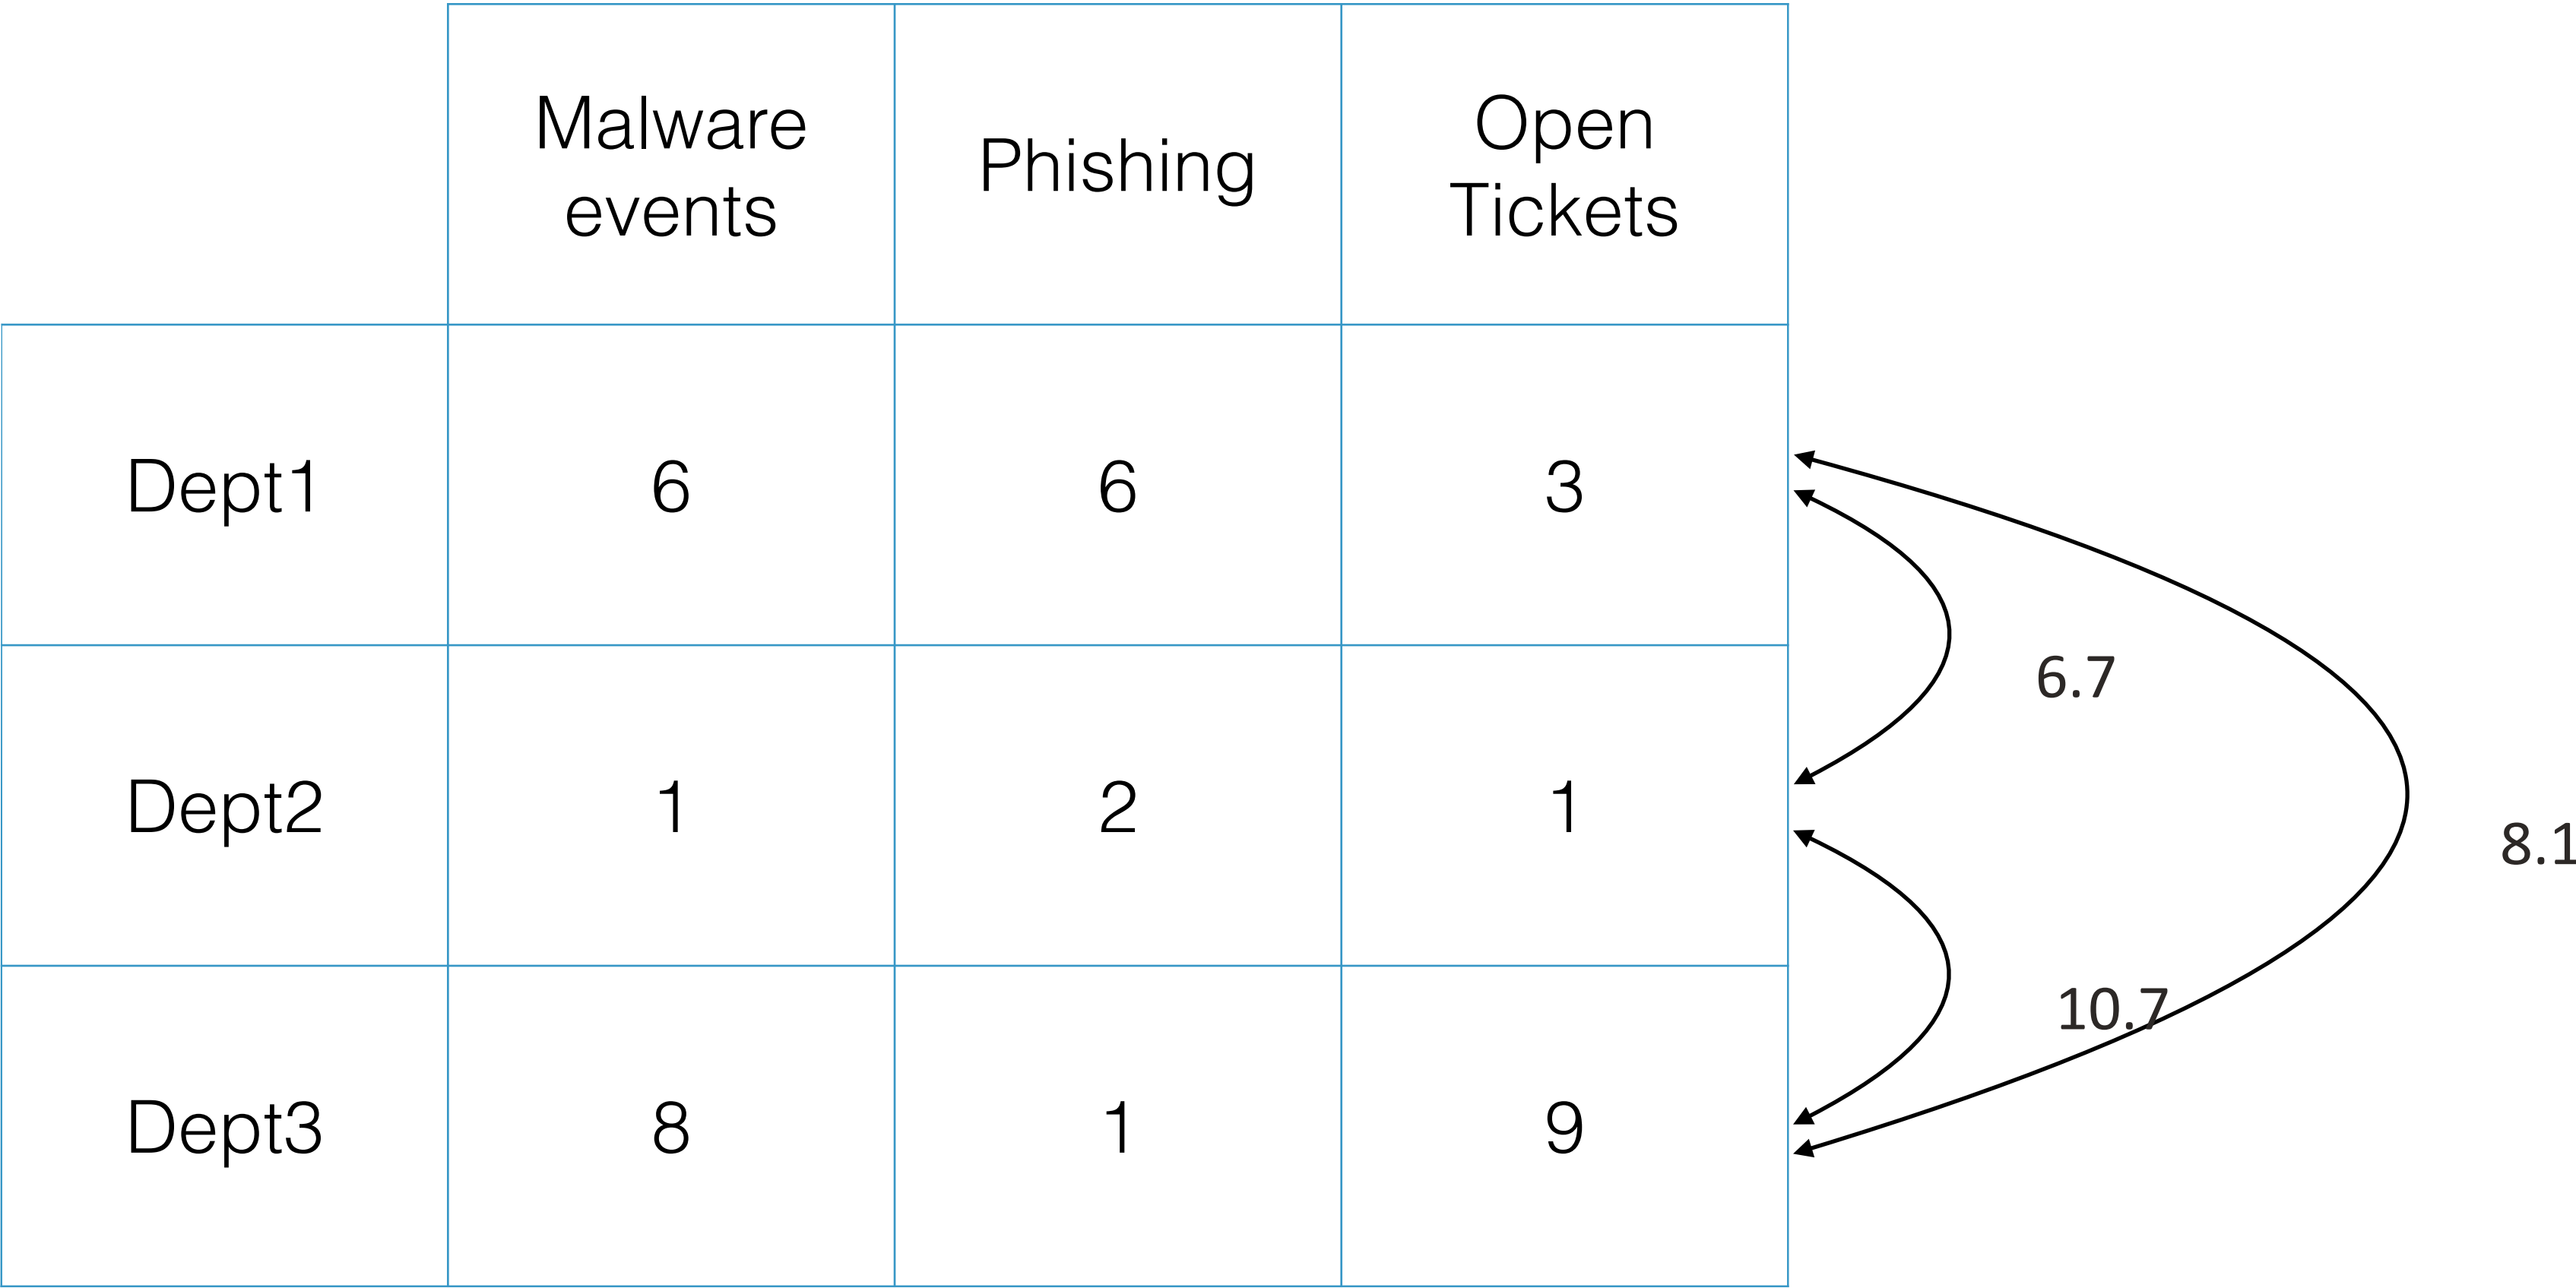 Malware
events
Phishing
Open
Tickets
Dept1 6 6 3
6.7
Dept2 1 2 1
8.1
10.7
Dept3 8 1 9